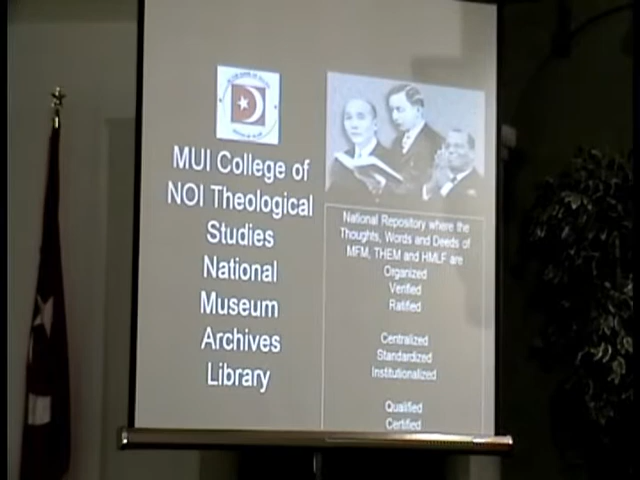 MUI College of
NOI Theological
Studies
National
Museum
Archives
Library
National Repository where the
Thoughts, Words and Deeds of
MFM, THEM and HMLF are
Organized
Verified
Ratified
Centralized
Standardized
Institutionalized
Qualified
Certified